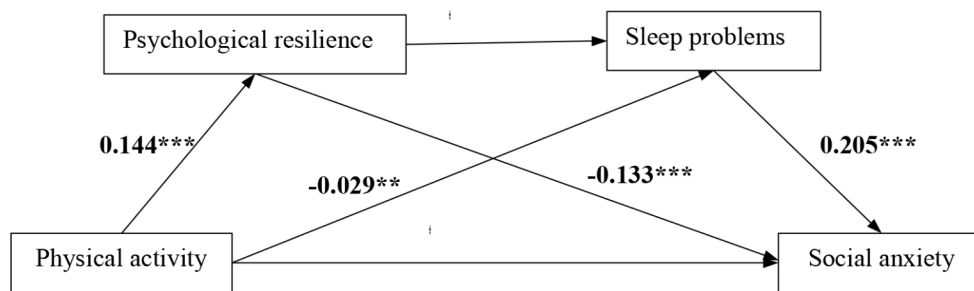 Psychological resilience
Sleep problems
0.144***
0.205***
-0.029**
-0.133***
Physical activity
Social anxiety